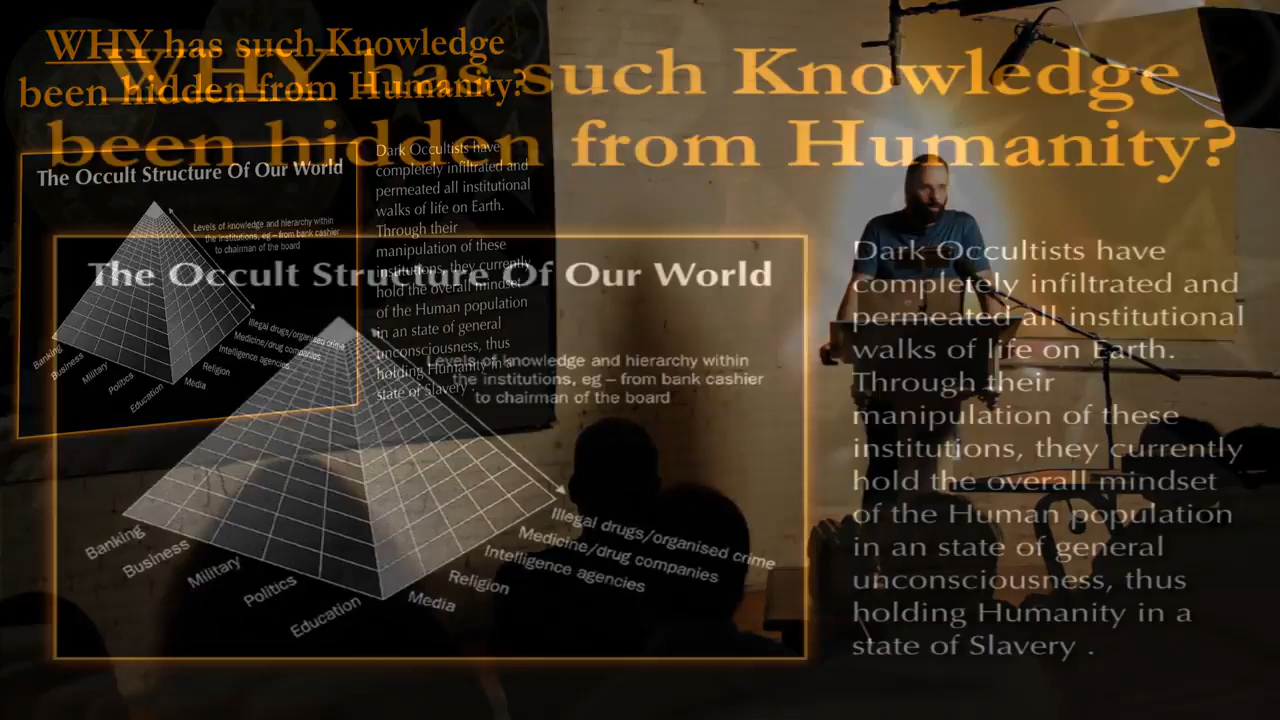 WHY has such Knowledge
been hidden from Humanity?
The Occult Structure Of Our World
Levels of knowledge and hierarchy within
the institutions, eg – from bank cashier
to chairman of the board
Banking
Business
Military
Politics
Education
Media
Religion
Intelligence agencies
Medicine/drug companies
Illegal drugs/organised crime
Dark Occultists have
completely infiltrated and
permeated all institutional
walks of life on Earth.
Through their
manipulation of these
institutions, they currently
hold the overall mindset
of the Human population
in an state of general
unconsciousness, thus
holding Humanity in a
state of Slavery .
WHY has such Knowledge
been hidden from Humanity?
The Occult Structure Of Our World
Levels of knowledge and hierarchy within
the institutions, eg – from bank cashier
to chairman of the board
Banking
Business
Military
Politics
Education
Media
Religion
Intelligence agencies
Medicine/drug companies
Illegal drugs/organised crime
Dark Occultists have
completely infiltrated and
permeated all institutional
walks of life on Earth.
Through their
manipulation of these
institutions, they currently
hold the overall mindset
of the Human population
in an state of general
unconsciousness, thus
holding Humanity in a
state of Slavery .